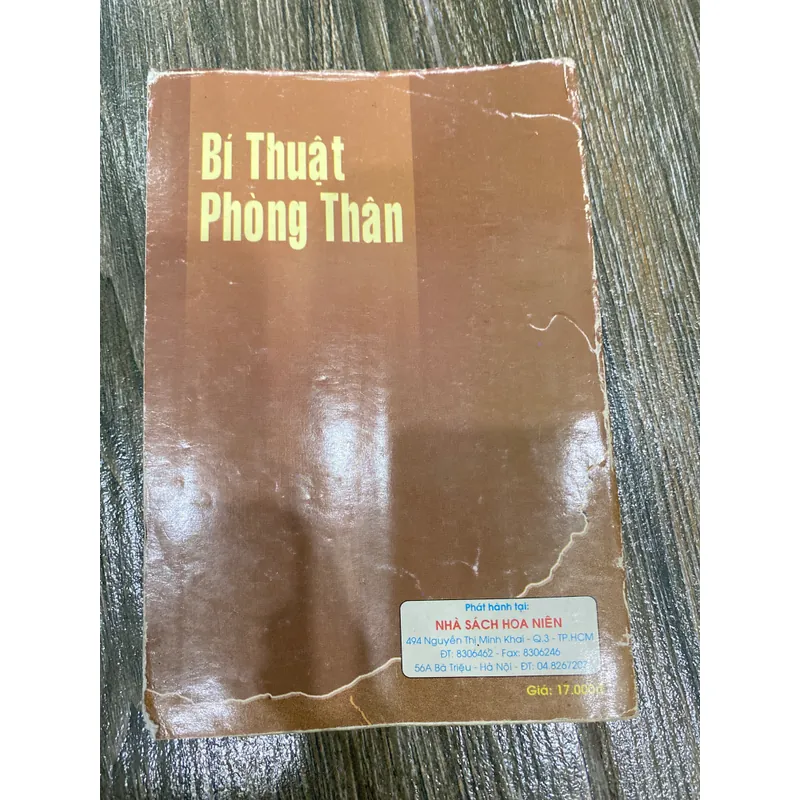 Bí Thuật
Phòng Thân
Phát hành tại:
NHÀ SÁCH HOA NIÊN
494 Nguyễn Thị Minh Khai - Q.3 - TP.HCM
ĐT: 8306462 - Fax: 8306246
56A Bà Triệu - Hà Nội - ĐT: 04.8267203
Giá: 17.000đ